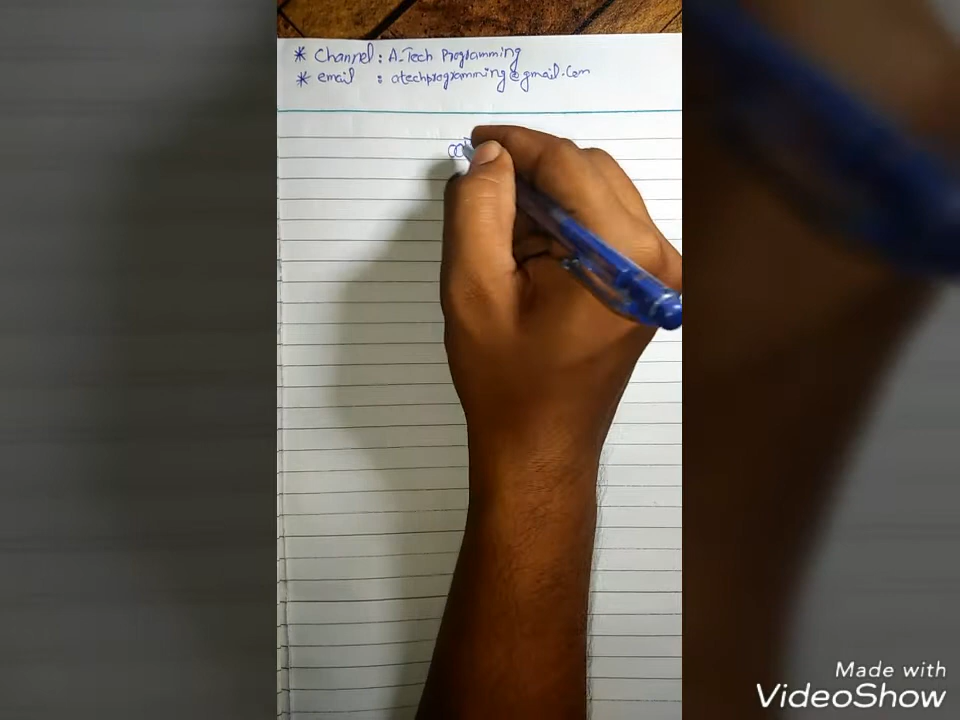 * Channel : A-Tech Programming
* email : atechprogramming@gmail.com
Made with
VideoShow